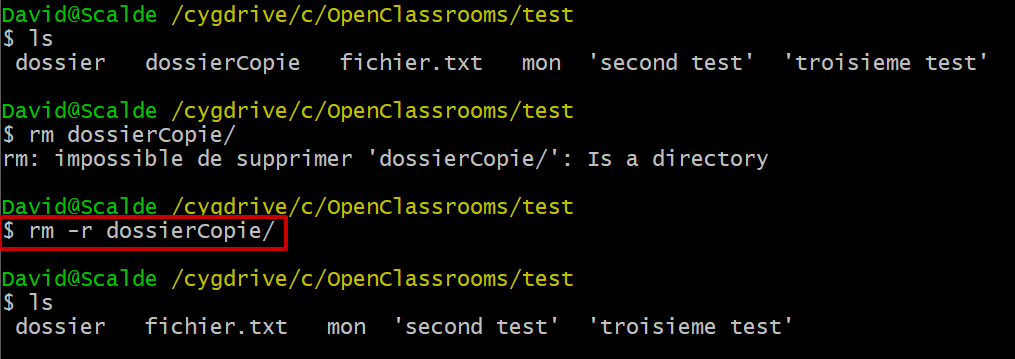 David@Scalde /cygdrive/c/OpenClassrooms/test
$ ls
dossier   dossierCopie   fichier.txt   mon  'second test'  'troisieme test'
David@Scalde /cygdrive/c/OpenClassrooms/test
$ rm dossierCopie/
rm: impossible de supprimer 'dossierCopie/': Is a directory
David@Scalde /cygdrive/c/OpenClassrooms/test
$ rm -r dossierCopie/
David@Scalde /cygdrive/c/OpenClassrooms/test
$ ls
dossier   fichier.txt   mon  'second test'  'troisieme test'